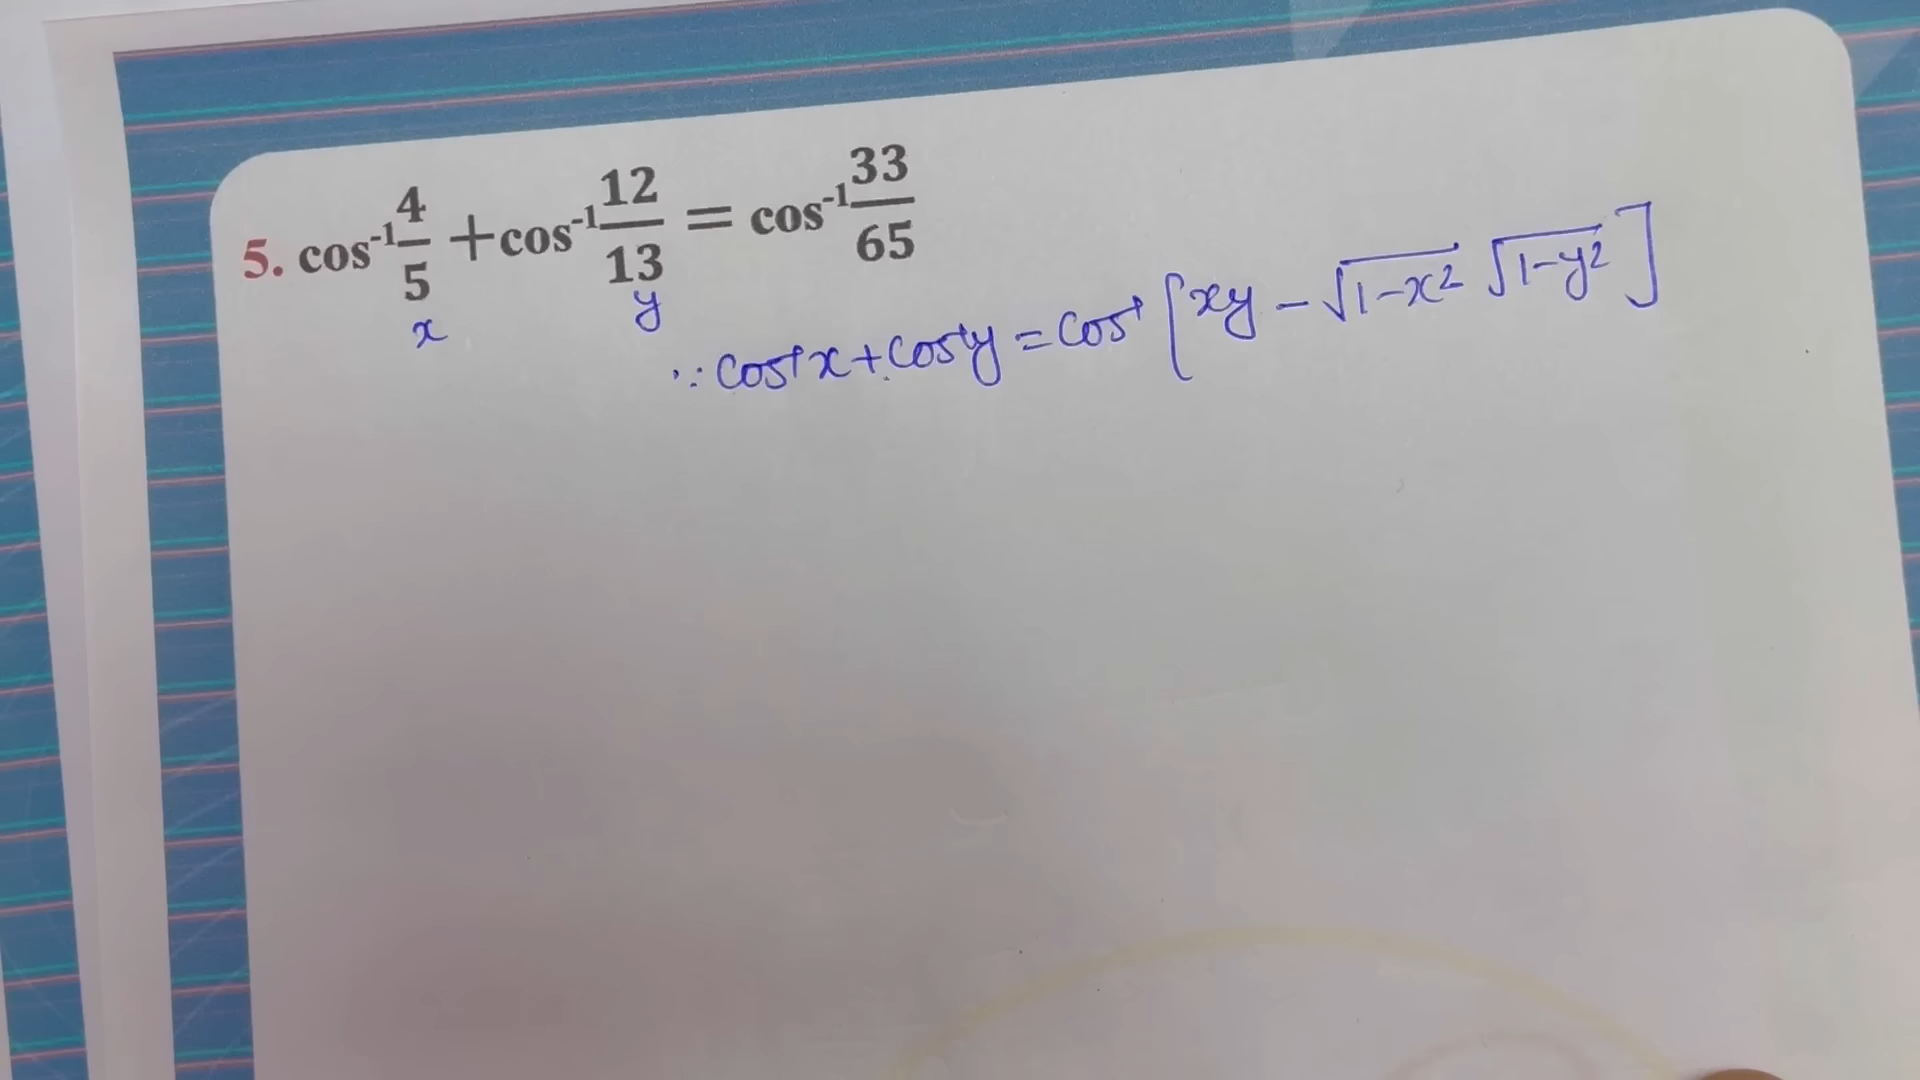 5. cos⁻¹ 4/5 + cos⁻¹ 12/13 = cos⁻¹ 33/65
x y
∵ cos⁻¹x + cos⁻¹y = cos⁻¹ [xy − √1−x² √1−y²]